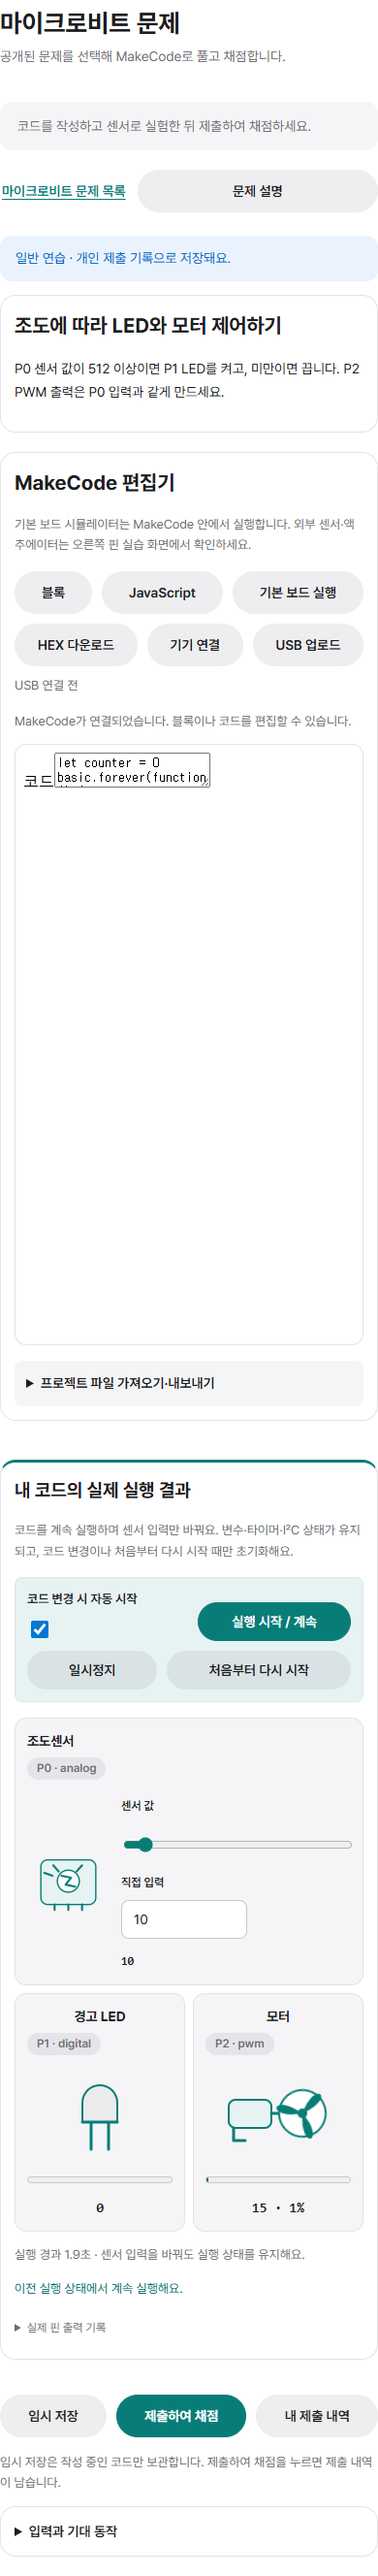 마이크로비트 문제
공개된 문제를 선택해 MakeCode로 풀고 채점합니다.
코드를 작성하고 센서로 실험한 뒤 제출하여 채점하세요.
마이크로비트 문제 목록
문제 설명
일반 연습 · 개인 제출 기록으로 저장돼요.
조도에 따라 LED와 모터 제어하기
P0 센서 값이 512 이상이면 P1 LED를 켜고, 미만이면 끕니다. P2
PWM 출력은 P0 입력과 같게 만드세요.
MakeCode 편집기
기본 보드 시뮬레이터는 MakeCode 안에서 실행합니다. 외부 센서·액
추에이터는 오른쪽 핀 실습 화면에서 확인하세요.
블록
JavaScript
기본 보드 실행
HEX 다운로드
기기 연결
USB 업로드
USB 연결 전
MakeCode가 연결되었습니다. 블록이나 코드를 편집할 수 있습니다.
코드
let counter = 0
basic.forever(function
▶ 프로젝트 파일 가져오기·내보내기
내 코드의 실제 실행 결과
코드를 계속 실행하며 센서 입력만 바꿔요. 변수·타이머·I²C 상태가 유지
되고, 코드 변경이나 처음부터 다시 시작 때만 초기화해요.
코드 변경 시 자동 시작
실행 시작 / 계속
일시정지
처음부터 다시 시작
조도센서
P0 · analog
센서 값
직접 입력
10
10
경고 LED
P1 · digital
0
모터
P2 · pwm
15 · 1%
실행 경과 1.9초 · 센서 입력을 바꿔도 실행 상태를 유지해요.
이전 실행 상태에서 계속 실행해요.
▶ 실제 핀 출력 기록
임시 저장
제출하여 채점
내 제출 내역
임시 저장은 작성 중인 코드만 보관합니다. 제출하여 채점을 누르면 제출 내역
이 남습니다.
▶ 입력과 기대 동작